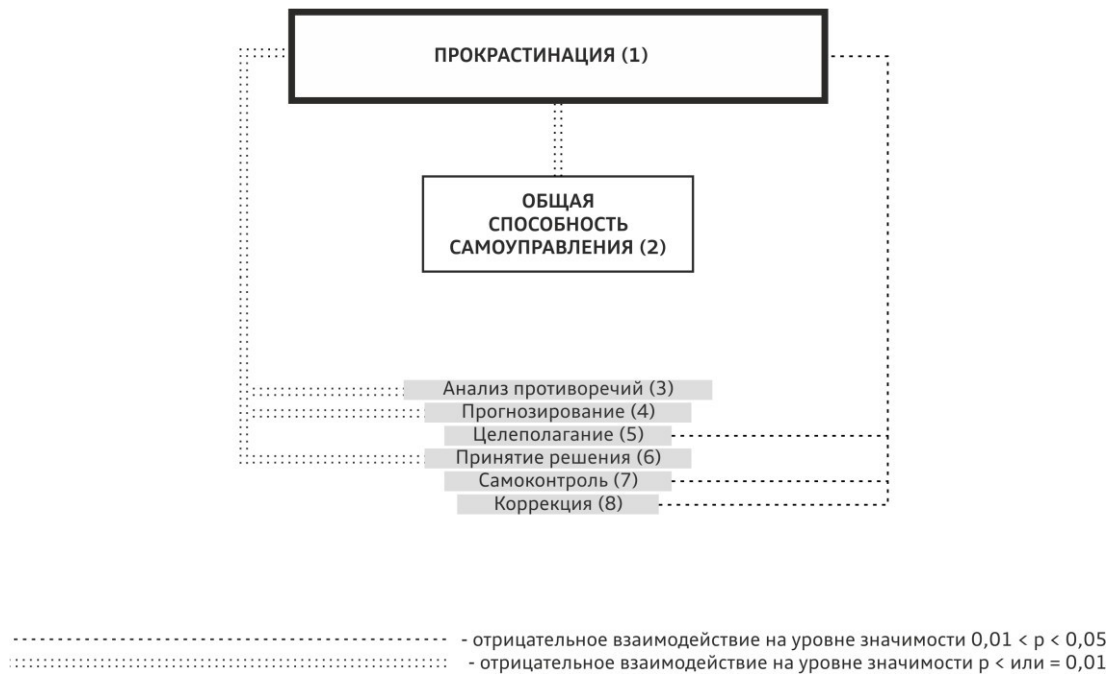 ПРОКРАСТИНАЦИЯ (1)
ОБЩАЯ
СПОСОБНОСТЬ
САМОУПРАВЛЕНИЯ (2)
Анализ противоречий (3)
Прогнозирование (4)
Целеполагание (5)
Принятие решения (6)
Самоконтроль (7)
Коррекция (8)
- отрицательное взаимодействие на уровне значимости 0,01 < p < 0,05
- отрицательное взаимодействие на уровне значимости p < или = 0,01